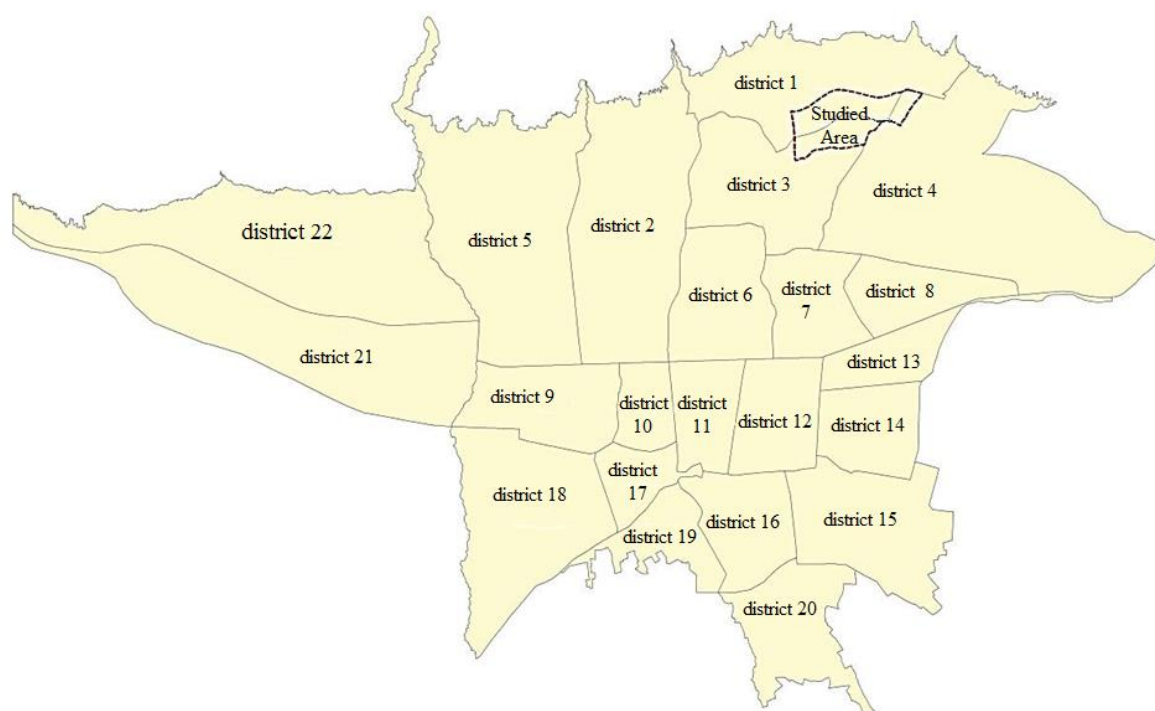 district 1
Studied
Area
district 3
district 4
district 22
district 5
district 2
district 6
district
7
district 8
district 21
district 13
district 9
district
10
district
11
district 12
district 14
district 18
district
17
district 19
district 16
district 15
district 20